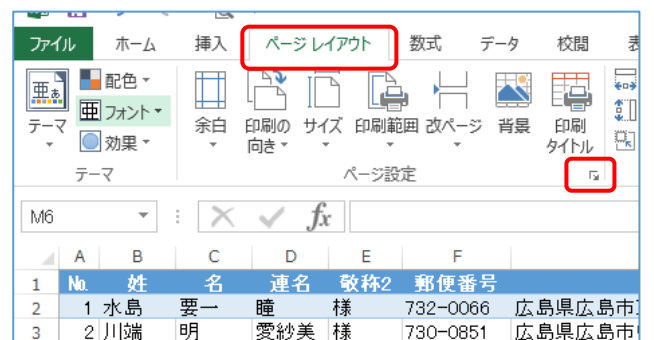 ファイル ホーム 挿入 ページ レイアウト 数式 データ 校閲
亜あ 配色
亜 フォント
効果
テーマ
余白 印刷の向き サイズ 印刷範囲 改ページ 背景 印刷タイトル
テーマ ページ設定
M6 fx
A B C D E F
1 No. 姓 名 連名 敬称2 郵便番号
2 1 水島 要一 瞳 様 732-0066 広島県広島市
3 2 川端 明 愛紗美 様 730-0851 広島県広島市